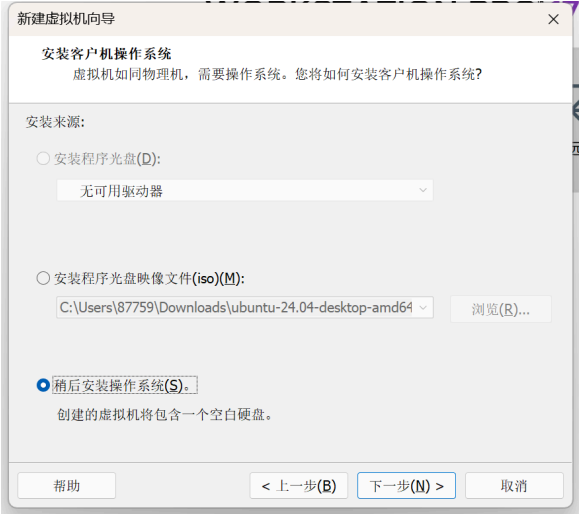 新建虚拟机向导
安装客户机操作系统
虚拟机如同物理机，需要操作系统。您将如何安装客户机操作系统?
安装来源:
安装程序光盘(D):
无可用驱动器
安装程序光盘映像文件(iso)(M):
C:\Users\87759\Downloads\ubuntu-24.04-desktop-amd64
浏览(R)...
稍后安装操作系统(S)。
创建的虚拟机将包含一个空白硬盘。
帮助
< 上一步(B)
下一步(N) >
取消